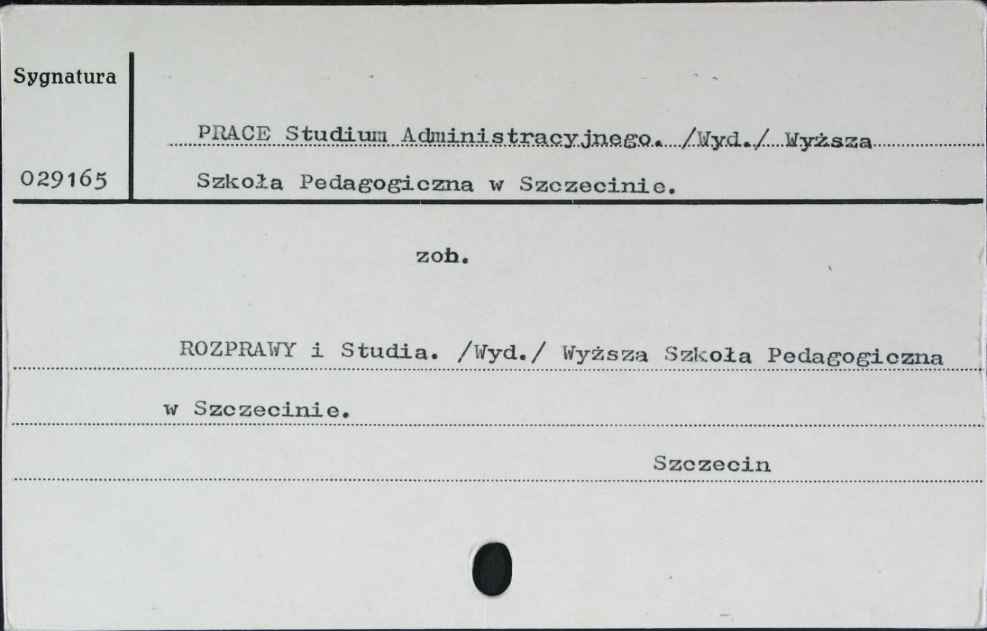 Sygnatura
PRACE Studium Administracyjnego. /Wyd./ Wyższa
029165
Szkoła Pedagogiczna w Szczecinie.
zob.
ROZPRAWY i Studia. /Wyd./ Wyższa Szkoła Pedagogiczna
w Szczecinie.
Szczecin